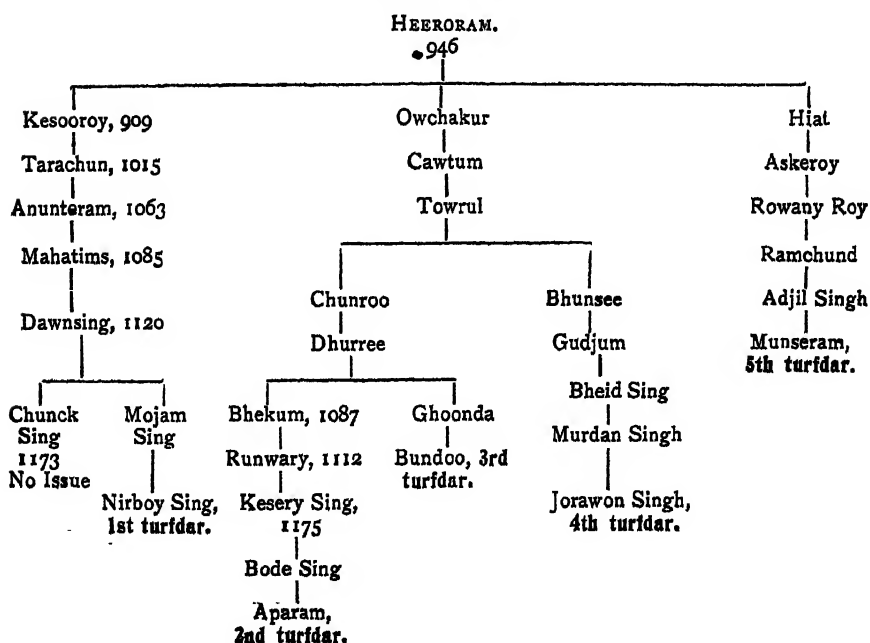 HEERORAM.
946
Kesooroy, 909
Owchakur
Hiat
Tarachun, 1015
Cawtum
Askeroy
Anunteram, 1063
Towrul
Rowany Roy
Mahatims, 1085
Ramchund
Chunroo
Bhunsee
Adjil Singh
Dawnsing, 1120
Dhurree
Gudjum
Munseram,
5th turfdar.
Bheid Sing
Chunck
Sing
1173
No Issue
Mojam
Sing
Bhekum, 1087
Ghoonda
Murdan Singh
Runwary, 1112
Bundoo, 3rd
turfdar.
Nirboy Sing,
1st turfdar.
Kesery Sing,
1175
Jorawon Singh,
4th turfdar.
Bode Sing
Aparam,
2nd turfdar.